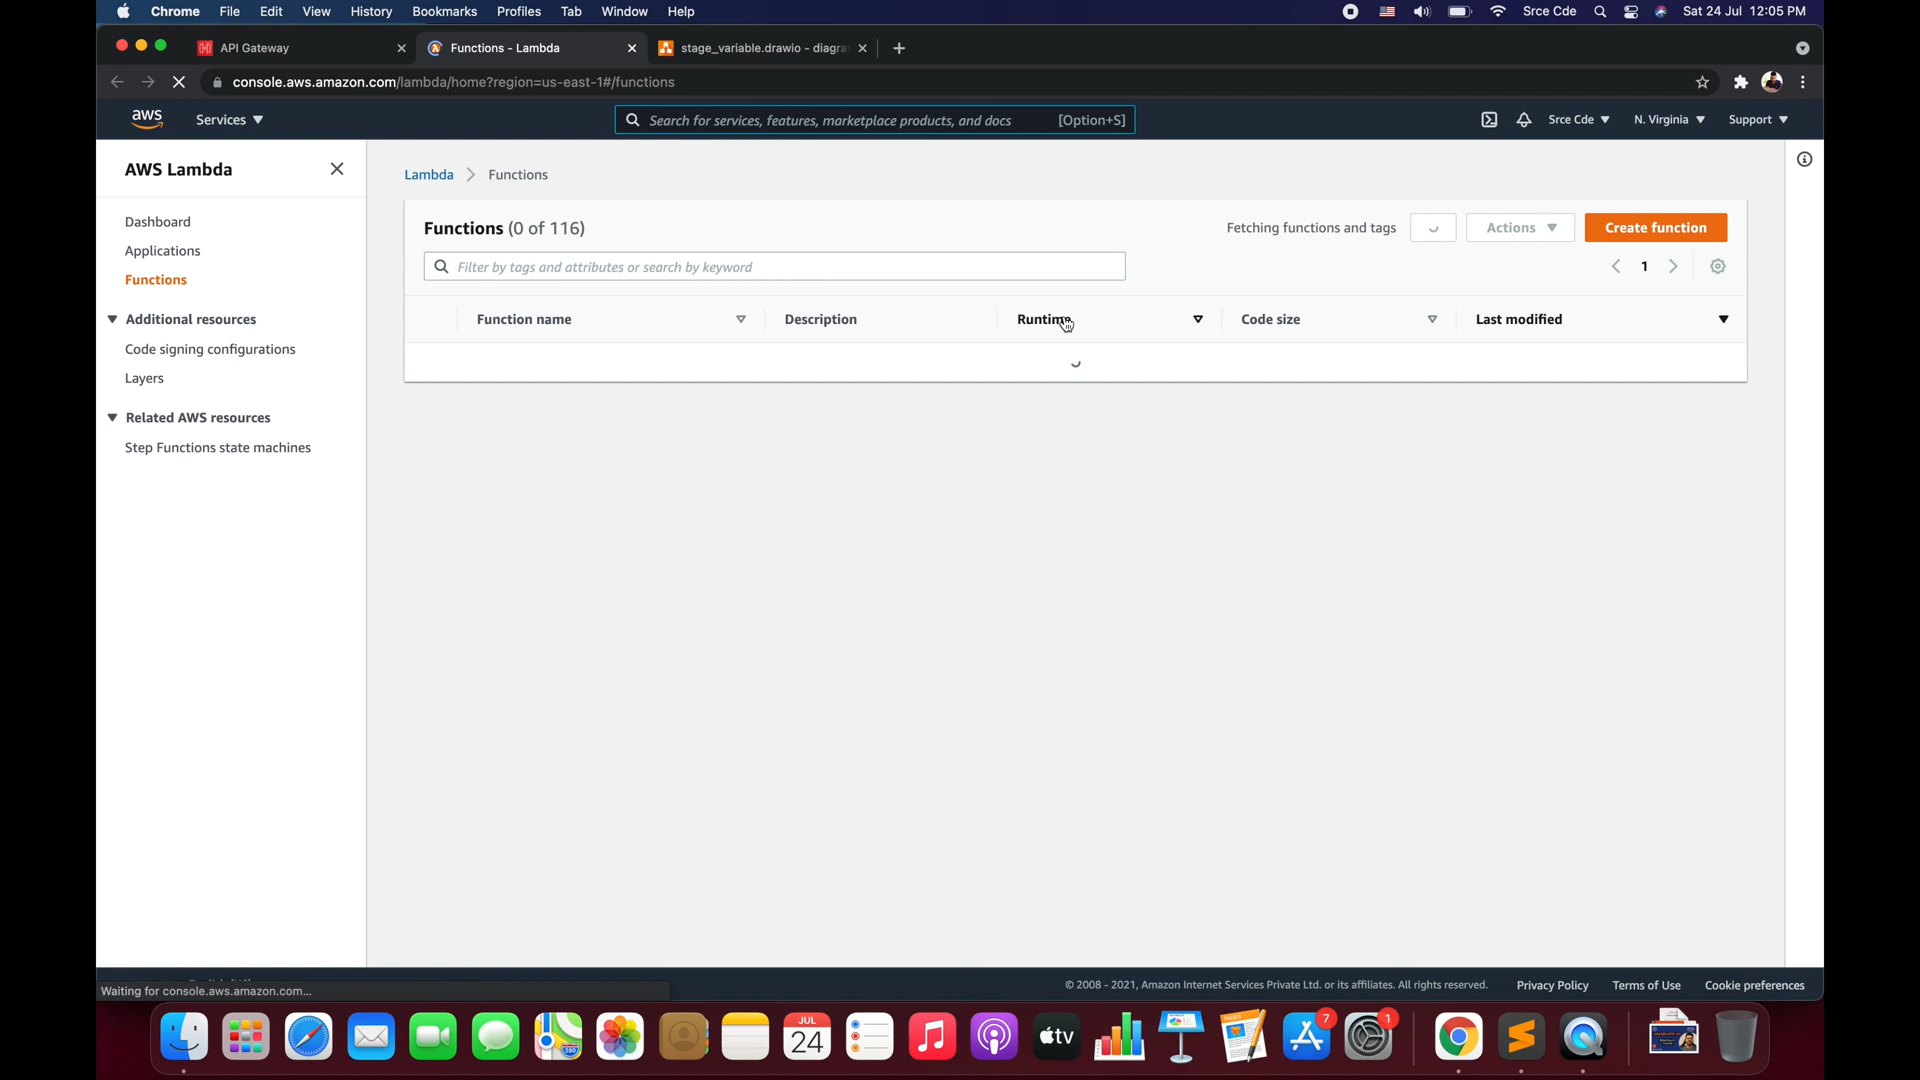 Chrome File Edit View History Bookmarks Profiles Tab Window Help Srce Cde Sat 24 Jul 12:05 PM
API Gateway Functions - Lambda stage_variable.drawio - diagra
console.aws.amazon.com/lambda/home?region=us-east-1#/functions
aws Services Search for services, features, marketplace products, and docs [Option+S] Srce Cde N. Virginia Support
AWS Lambda
Dashboard
Applications
Functions
Additional resources
Code signing configurations
Layers
Related AWS resources
Step Functions state machines
Lambda Functions
Functions (0 of 116) Fetching functions and tags Actions Create function
Filter by tags and attributes or search by keyword 1
Function name Description Runtime Code size Last modified
Waiting for console.aws.amazon.com...
© 2008 - 2021, Amazon Internet Services Private Ltd. or its affiliates. All rights reserved. Privacy Policy Terms of Use Cookie preferences
JUL
24
tv
7
1